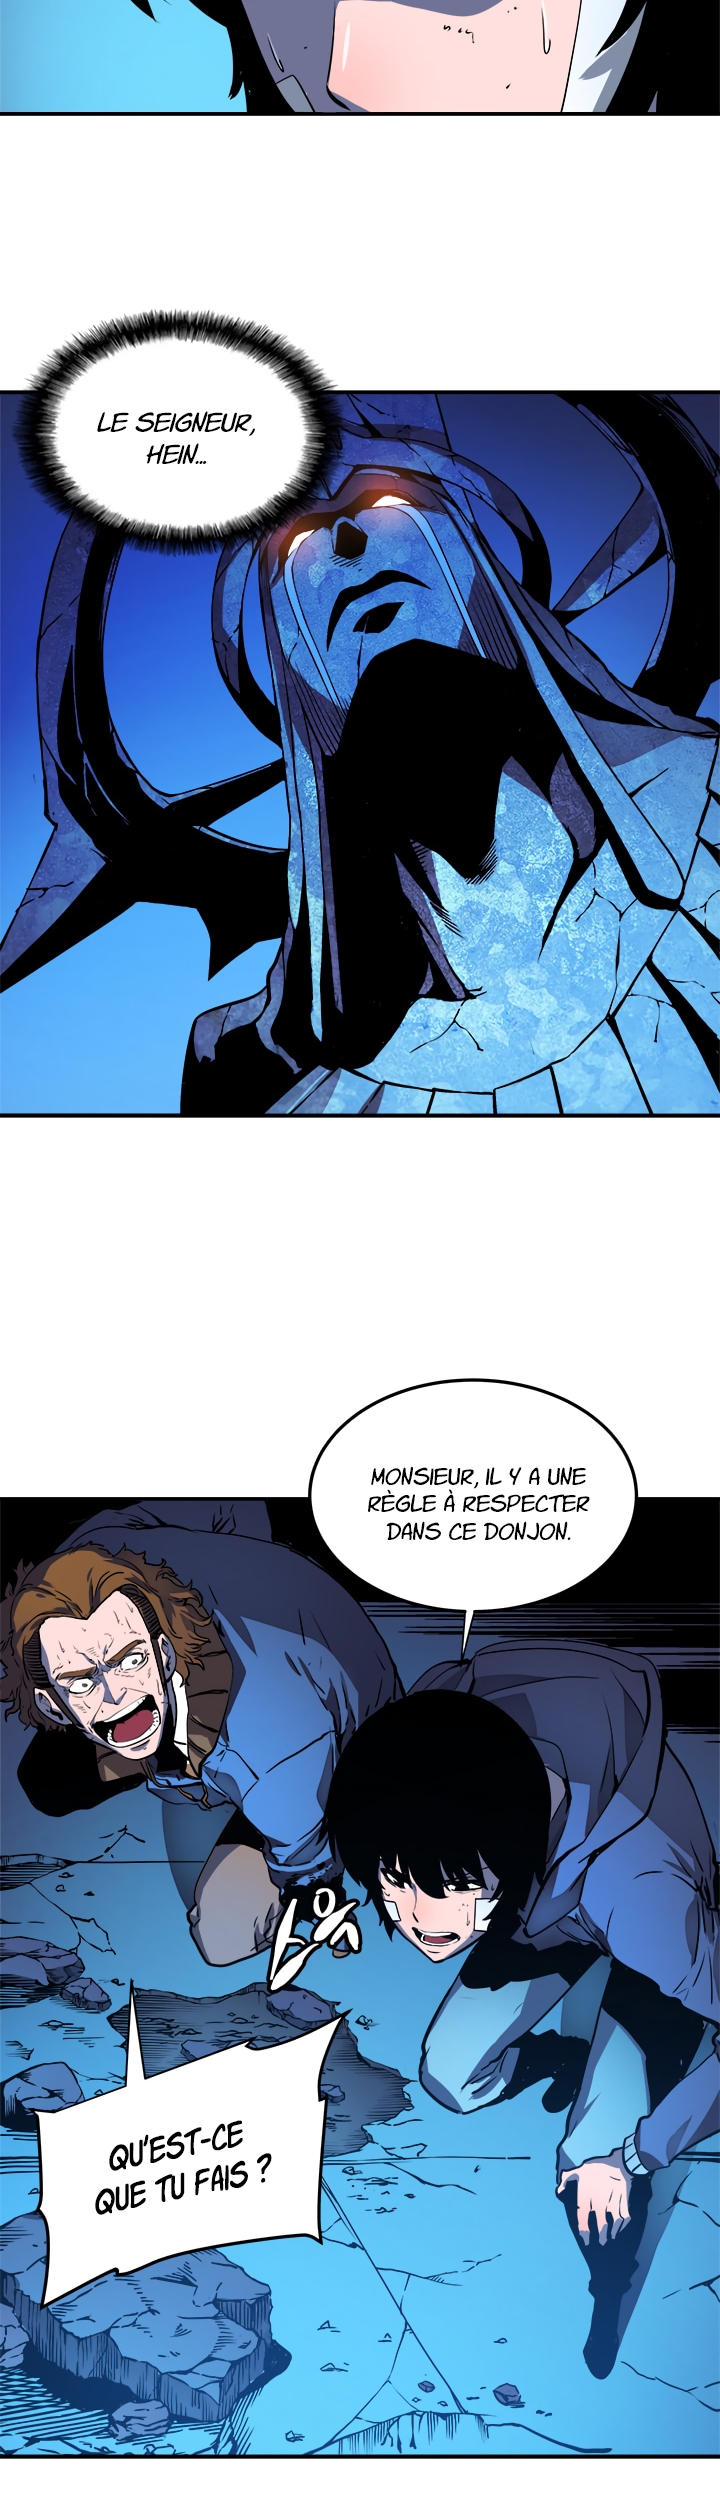 LE SEIGNEUR,
HEIN...
MONSIEUR, IL Y A UNE
RÈGLE À RESPECTER
DANS CE DONJON.
QU'EST-CE
QUE TU FAIS ?